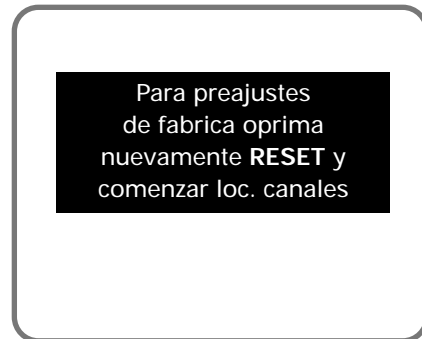 Para preajustes
de fabrica oprima
nuevamente RESET y
comenzar loc. canales